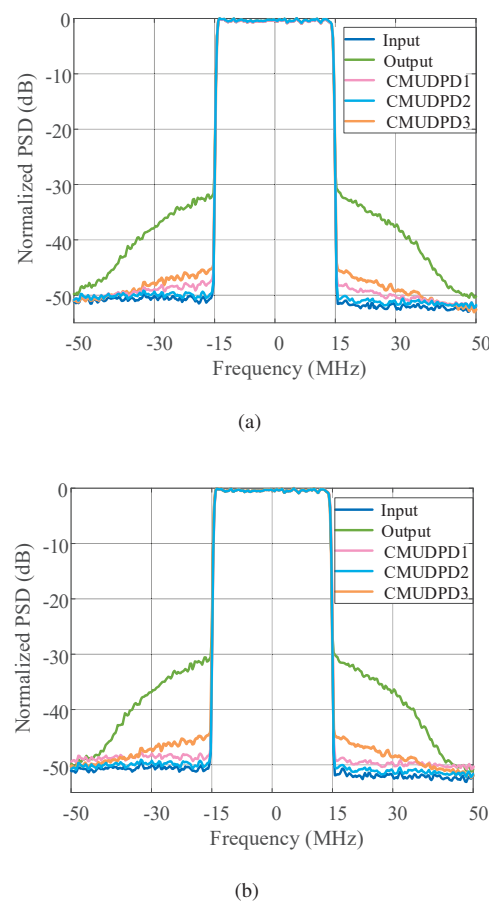 0
-10
-20
-30
-40
-50
Normalized PSD (dB)
Input
Output
CMUDPD1
CMUDPD2
CMUDPD3
-50 -30 -15 0 15 30 50
Frequency (MHz)
(a)
0
-10
-20
-30
-40
-50
Normalized PSD (dB)
Input
Output
CMUDPD1
CMUDPD2
CMUDPD3
-50 -30 -15 0 15 30 50
Frequency (MHz)
(b)